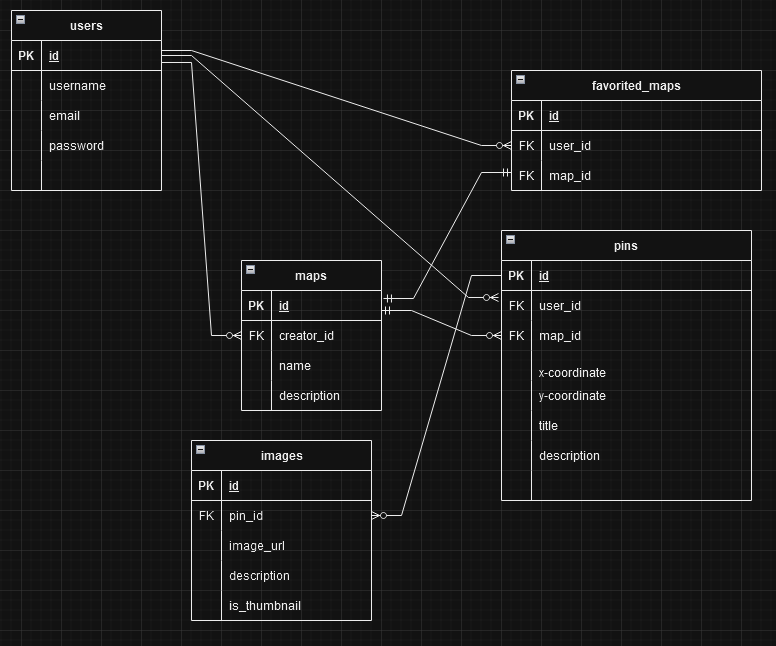 users
PK id
username
email
password
favorited_maps
PK id
FK user_id
FK map_id
pins
PK id
FK user_id
FK map_id
x-coordinate
y-coordinate
title
description
maps
PK id
FK creator_id
name
description
images
PK id
FK pin_id
image_url
description
is_thumbnail